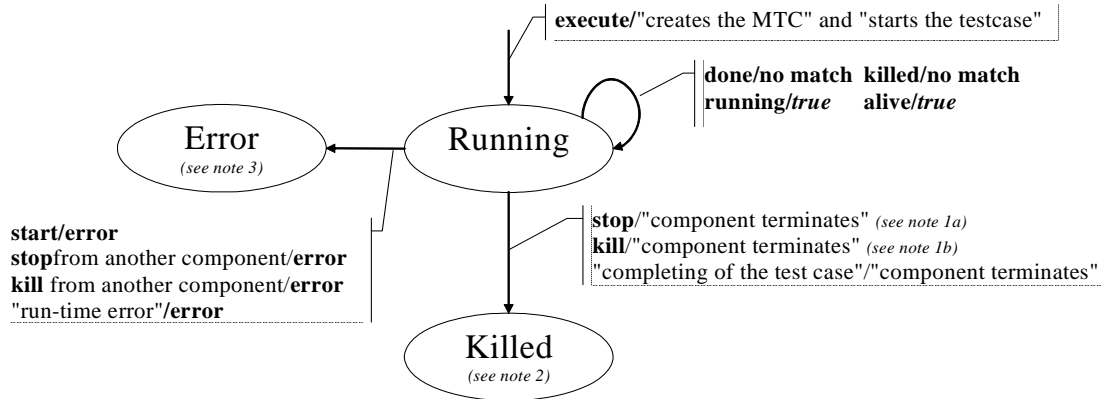 execute/"creates the MTC" and "starts the testcase"
done/no match killed/no match
running/true alive/true
Error
(see note 3)
Running
start/error
stopfrom another component/error
kill from another component/error
"run-time error"/error
stop/"component terminates" (see note 1a)
kill/"component terminates" (see note 1b)
"completing of the test case"/"component terminates"
Killed
(see note 2)